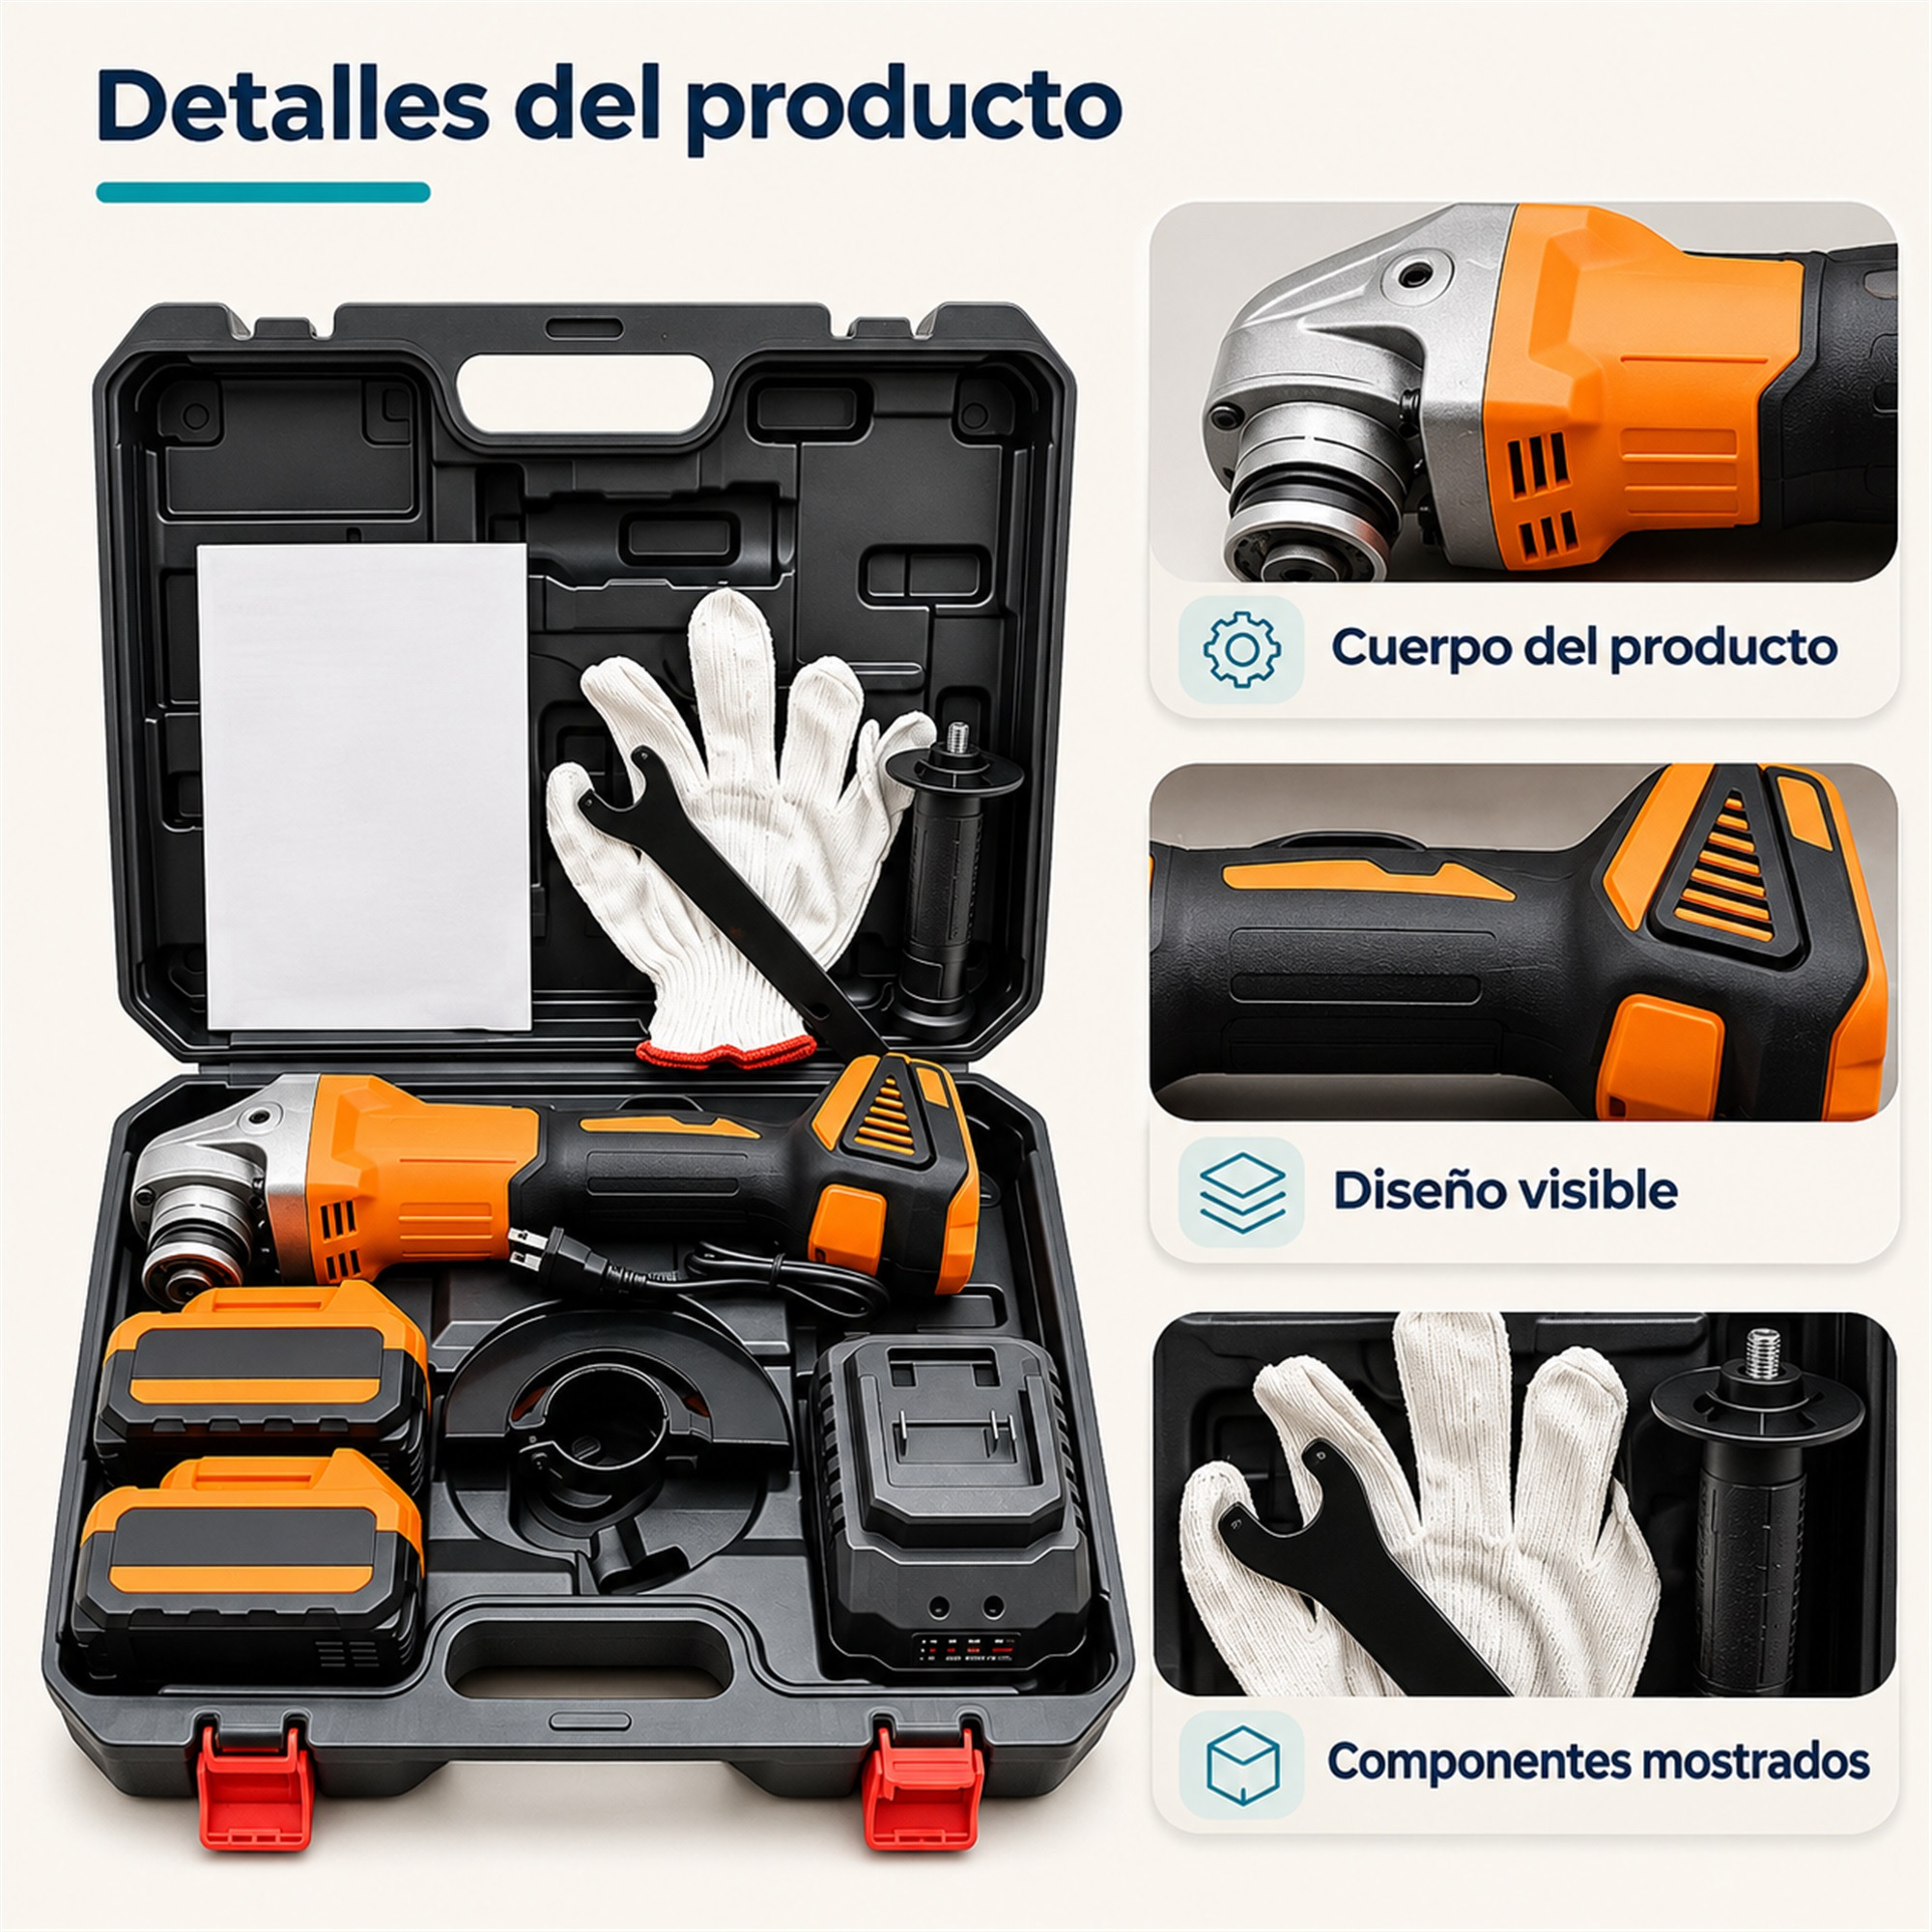 Detalles del producto
Cuerpo del producto
Diseño visible
Componentes mostrados